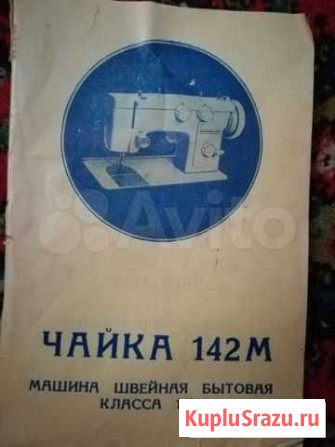 Avito
ЧАЙКА 142М
МАШИНА ШВЕЙНАЯ БЫТОВАЯ
КЛАССА
KupluSrazu.ru